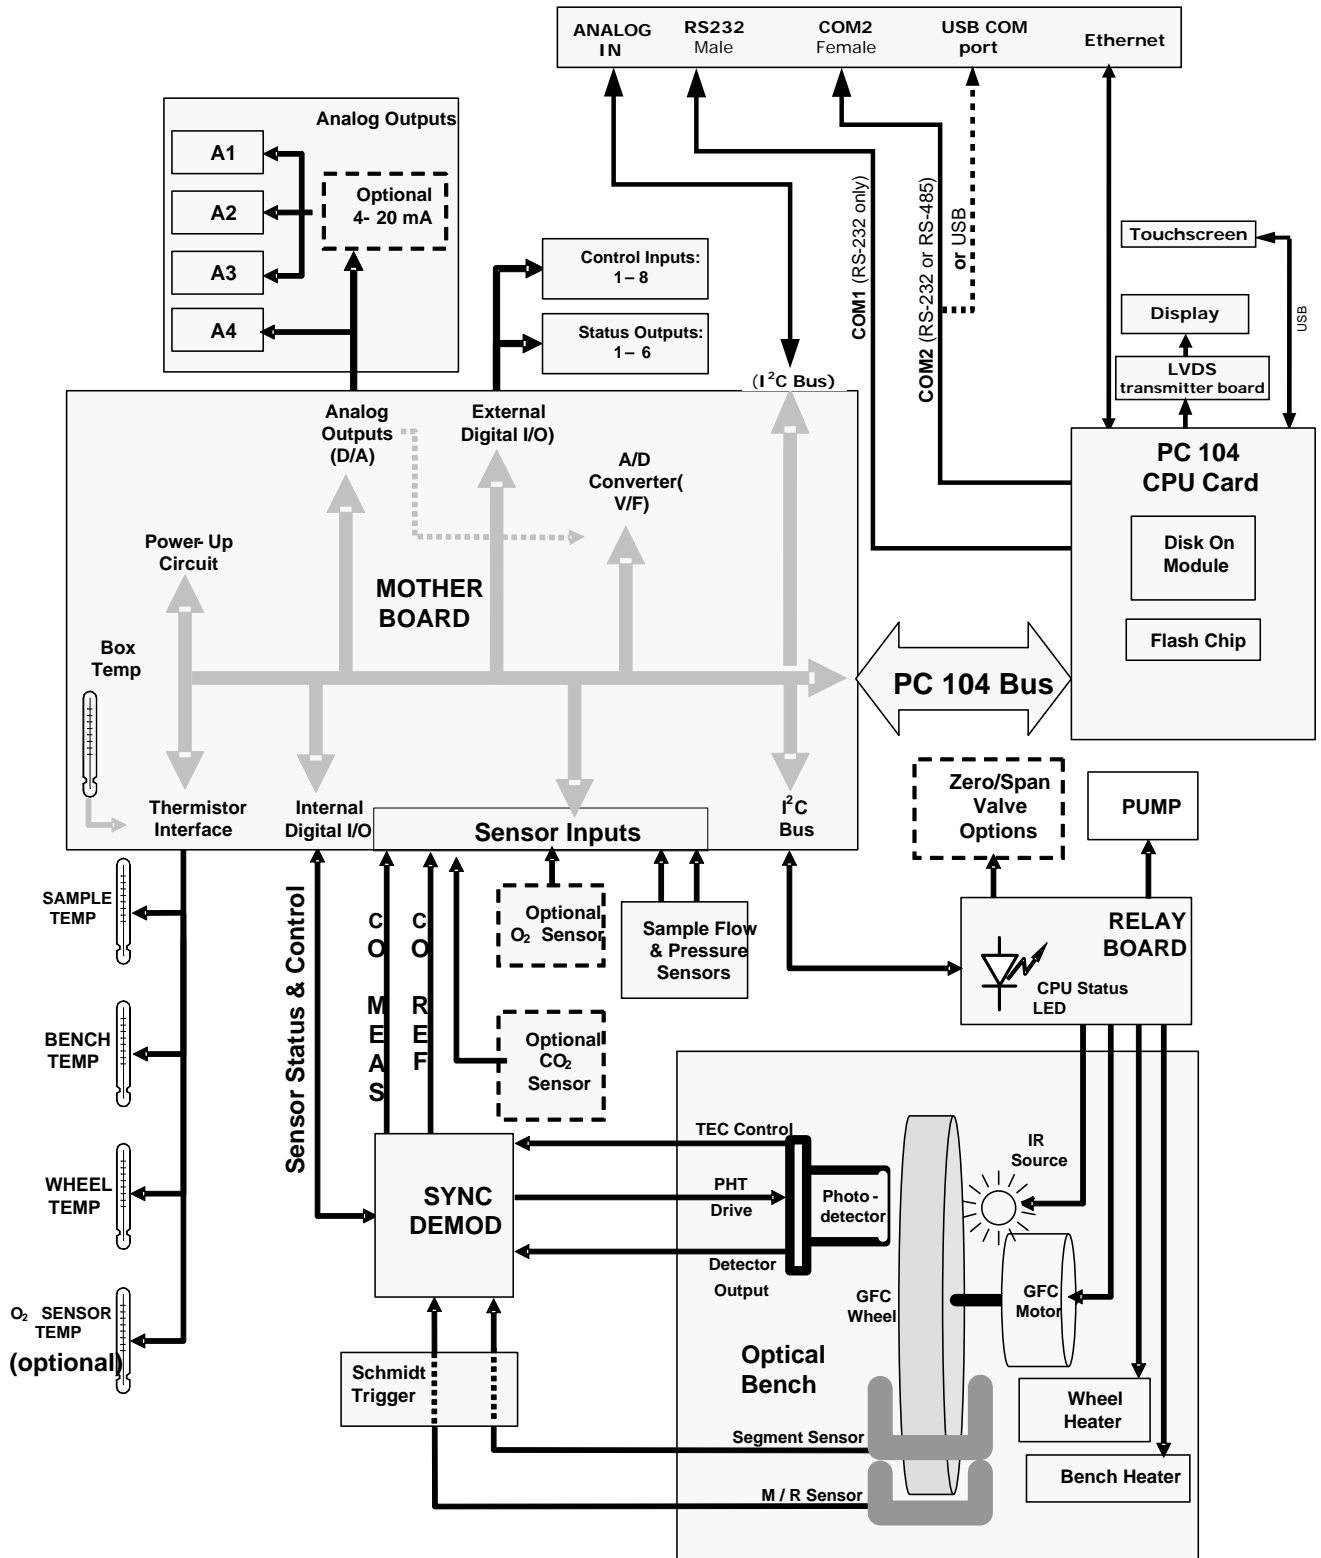 ANALOG
IN
RS232
Male
COM2
Female
USB COM
port
Ethernet
Analog Outputs
A1
A2
A3
A4
Optional
4- 20 mA
Control Inputs:
1 – 8
Status Outputs:
1 – 6
COM1 (RS-232 only)
COM2 (RS-232 or RS-485)
or USB
Touchscreen
USB
Display
LVDS
transmitter board
(I2C Bus)
Analog
Outputs
(D/A)
External
Digital I/O)
A/D
Converter(
V/F)
Power- Up
Circuit
MOTHER
BOARD
Box
Temp
PC 104
CPU Card
Disk On
Module
Flash Chip
PC 104 Bus
Thermistor
Interface
Internal
Digital I/O
Sensor Inputs
I2C
Bus
Zero/Span
Valve
Options
PUMP
SAMPLE
TEMP
BENCH
TEMP
WHEEL
TEMP
O2 SENSOR
TEMP
(optional)
Sensor Status & Control
CO MEAS
CO REF
Optional
O2 Sensor
Sample Flow
& Pressure
Sensors
Optional
CO2
Sensor
RELAY
BOARD
CPU Status
LED
SYNC
DEMOD
TEC Control
PHT
Drive
Detector
Output
Photo -
detector
IR
Source
GFC
Wheel
GFC
Motor
Optical
Bench
Schmidt
Trigger
Segment Sensor
M / R Sensor
Wheel
Heater
Bench Heater